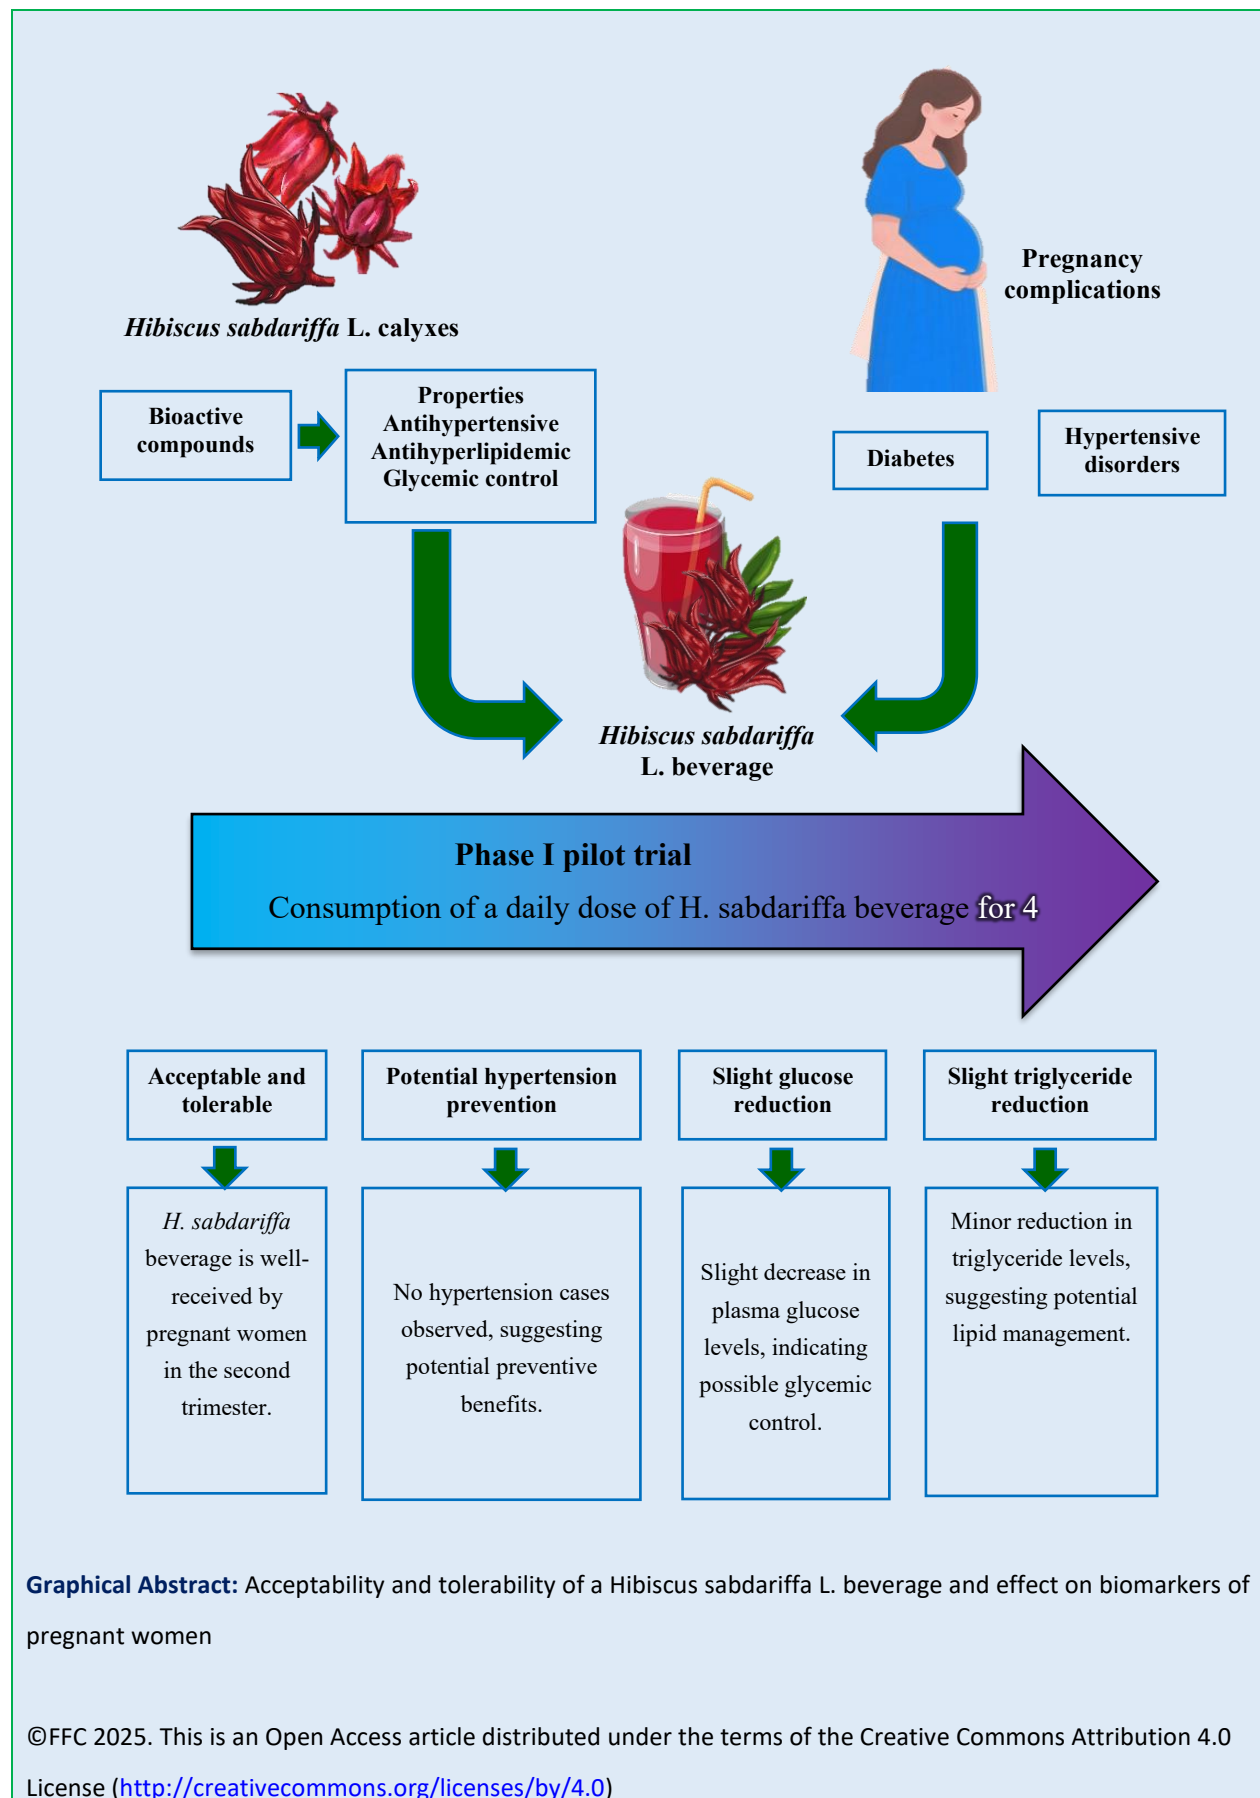 Pregnancy
complications
Hibiscus sabdariffa L. calyxes
Bioactive
compounds
Properties
Antihypertensive
Antihyperlipidemic
Glycemic control
Diabetes
Hypertensive
disorders
Hibiscus sabdariffa
L. beverage
Phase I pilot trial
Consumption of a daily dose of H. sabdariffa beverage for 4
Acceptable and
tolerable
Potential hypertension
prevention
Slight glucose
reduction
Slight triglyceride
reduction
H. sabdariffa
beverage is well-
received by
pregnant women
in the second
trimester.
No hypertension cases
observed, suggesting
potential preventive
benefits.
Slight decrease in
plasma glucose
levels, indicating
possible glycemic
control.
Minor reduction in
triglyceride levels,
suggesting potential
lipid management.
Graphical Abstract: Acceptability and tolerability of a Hibiscus sabdariffa L. beverage and effect on biomarkers of
pregnant women
©FFC 2025. This is an Open Access article distributed under the terms of the Creative Commons Attribution 4.0
License (http://creativecommons.org/licenses/by/4.0)